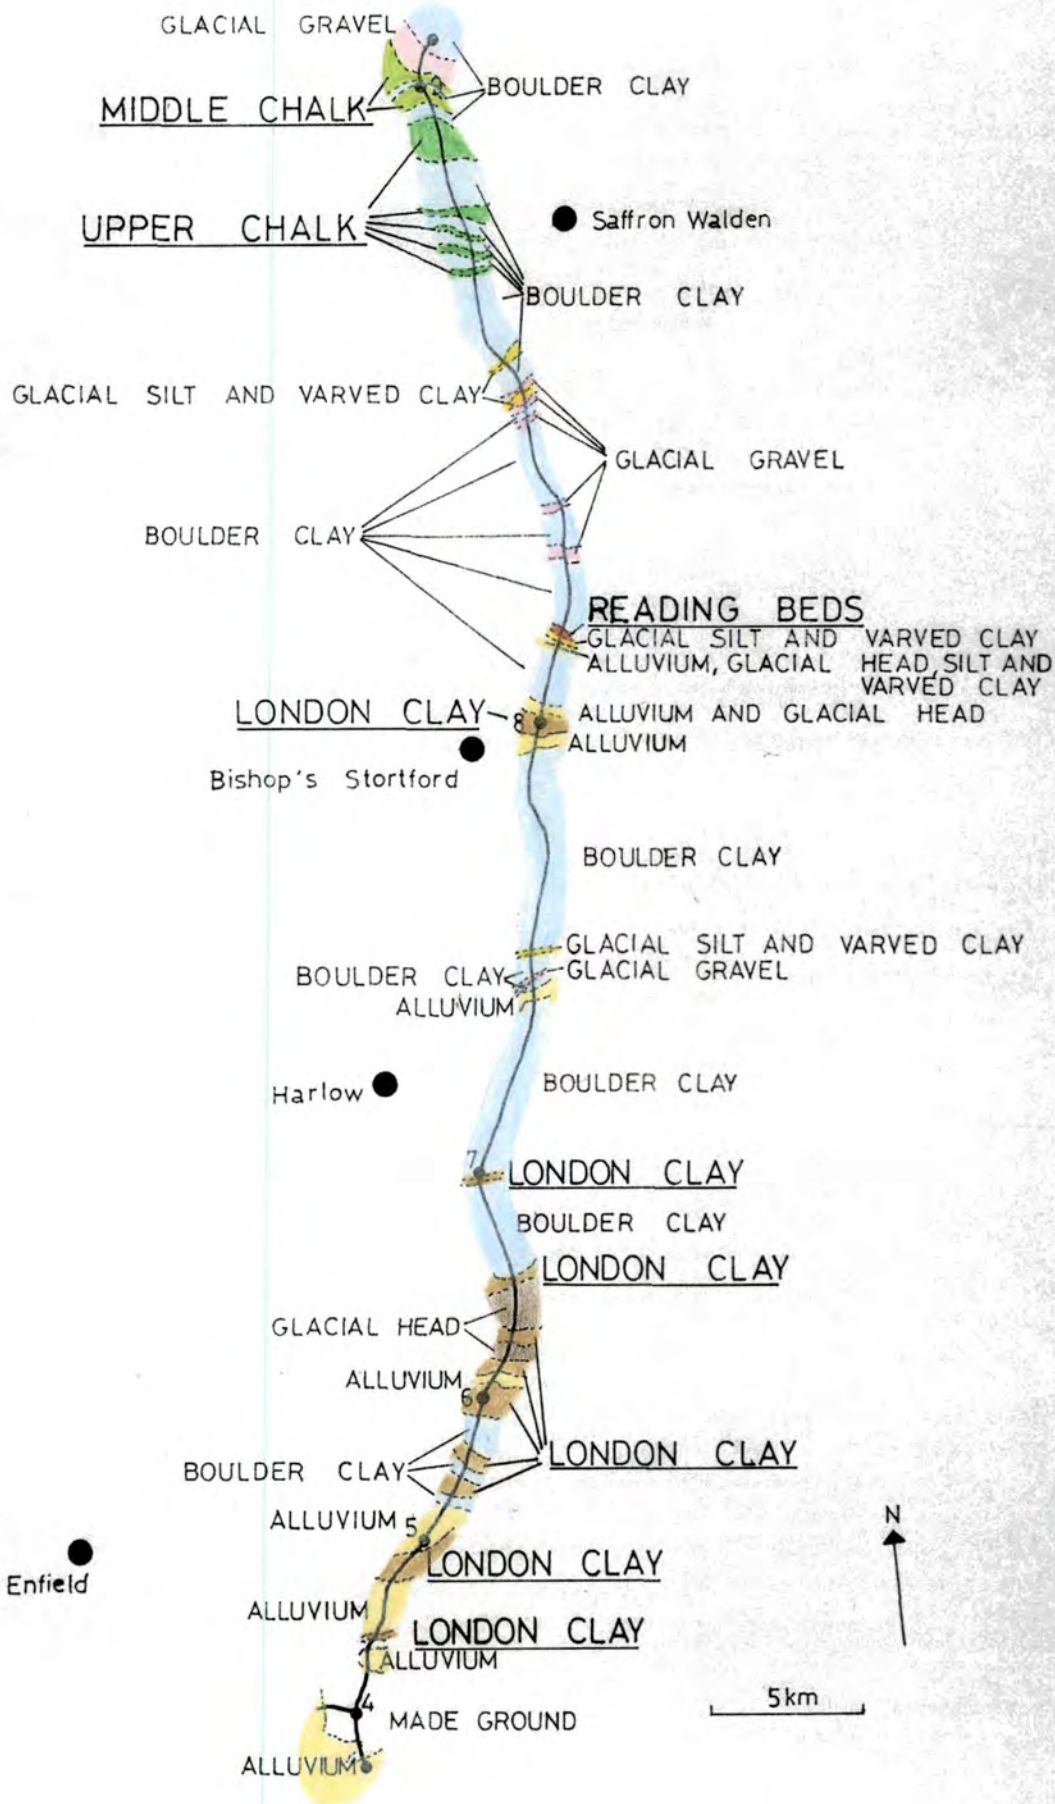 GLACIAL GRAVEL
BOULDER CLAY
9
MIDDLE CHALK
UPPER CHALK
Saffron Walden
BOULDER CLAY
GLACIAL SILT AND VARVED CLAY
GLACIAL GRAVEL
BOULDER CLAY
READING BEDS
GLACIAL SILT AND VARVED CLAY
ALLUVIUM, GLACIAL HEAD, SILT AND
VARVED CLAY
LONDON CLAY
8
ALLUVIUM AND GLACIAL HEAD
ALLUVIUM
Bishop's Stortford
BOULDER CLAY
GLACIAL SILT AND VARVED CLAY
GLACIAL GRAVEL
BOULDER CLAY
ALLUVIUM
BOULDER CLAY
Harlow
7
LONDON CLAY
BOULDER CLAY
LONDON CLAY
GLACIAL HEAD
ALLUVIUM
6
LONDON CLAY
BOULDER CLAY
ALLUVIUM
5
N
Enfield
LONDON CLAY
ALLUVIUM
LONDON CLAY
ALLUVIUM
4
MADE GROUND
5km
ALLUVIUM